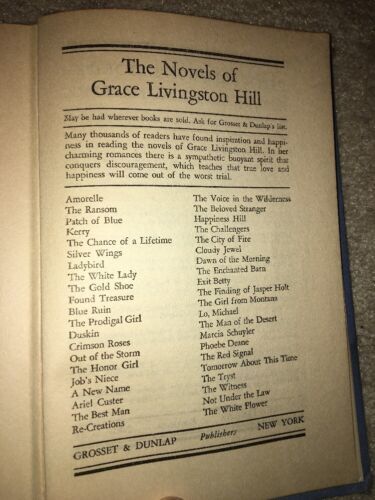 The Novels of
Grace Livingston Hill
May be had wherever books are sold. Ask for Grosset & Dunlap's list.
Many thousands of readers have found inspiration and happi-
ness in reading the novels of Grace Livingston Hill. In her
charming romances there is a sympathetic buoyant spirit that
conquers discouragement, which teaches that true love and
happiness will come out of the worst trial.
Amorelle
The Ransom
Patch of Blue
Kerry
The Chance of a Lifetime
Silver Wings
Ladybird
The White Lady
The Gold Shoe
Found Treasure
Blue Ruin
The Prodigal Girl
Duskin
Crimson Roses
Out of the Storm
The Honor Girl
Job's Niece
A New Name
Ariel Custer
The Best Man
Re-Creations
The Voice in the Wilderness
The Beloved Stranger
Happiness Hill
The Challengers
The City of Fire
Cloudy Jewel
Dawn of the Morning
The Enchanted Barn
Exit Betty
The Finding of Jasper Holt
The Girl from Montana
Lo, Michael
The Man of the Desert
Marcia Schuyler
Phoebe Deane
The Red Signal
Tomorrow About This Time
The Tryst
The Witness
Not Under the Law
The White Flower
GROSSET & DUNLAP Publishers NEW YORK